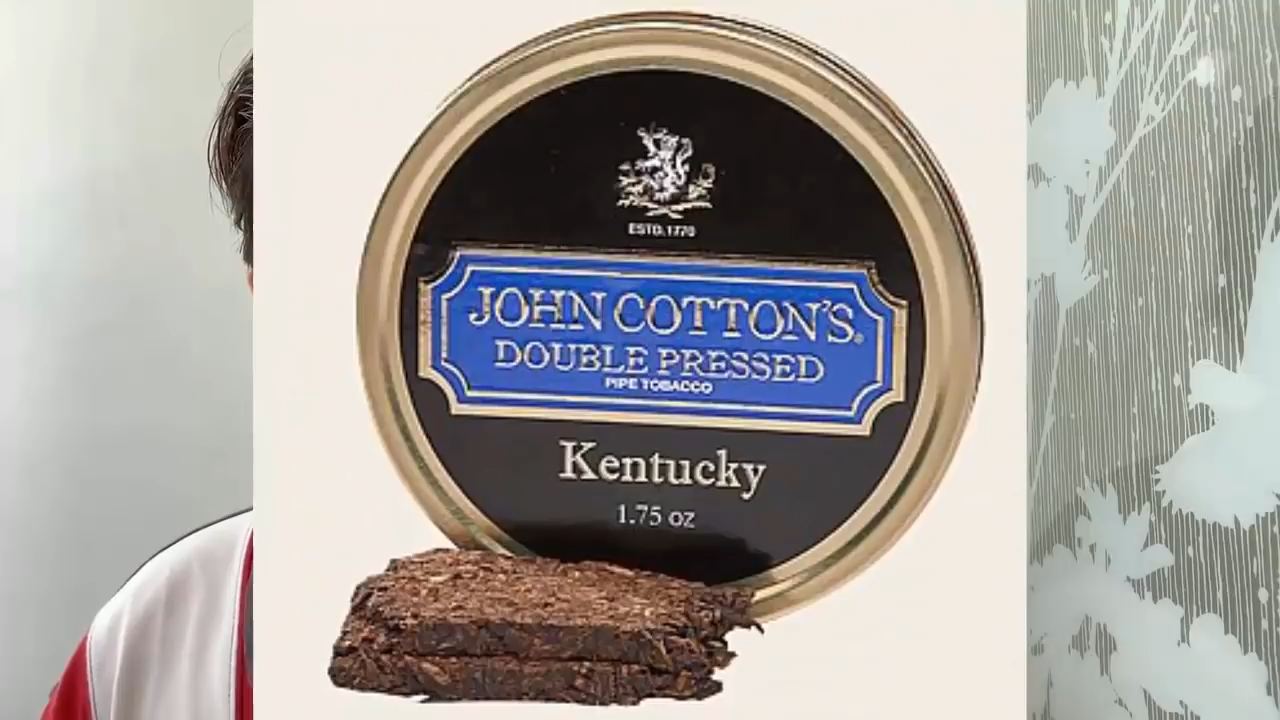 ESTD. 1770
JOHN COTTON'S®
DOUBLE PRESSED
PIPE TOBACCO
Kentucky
1.75 oz